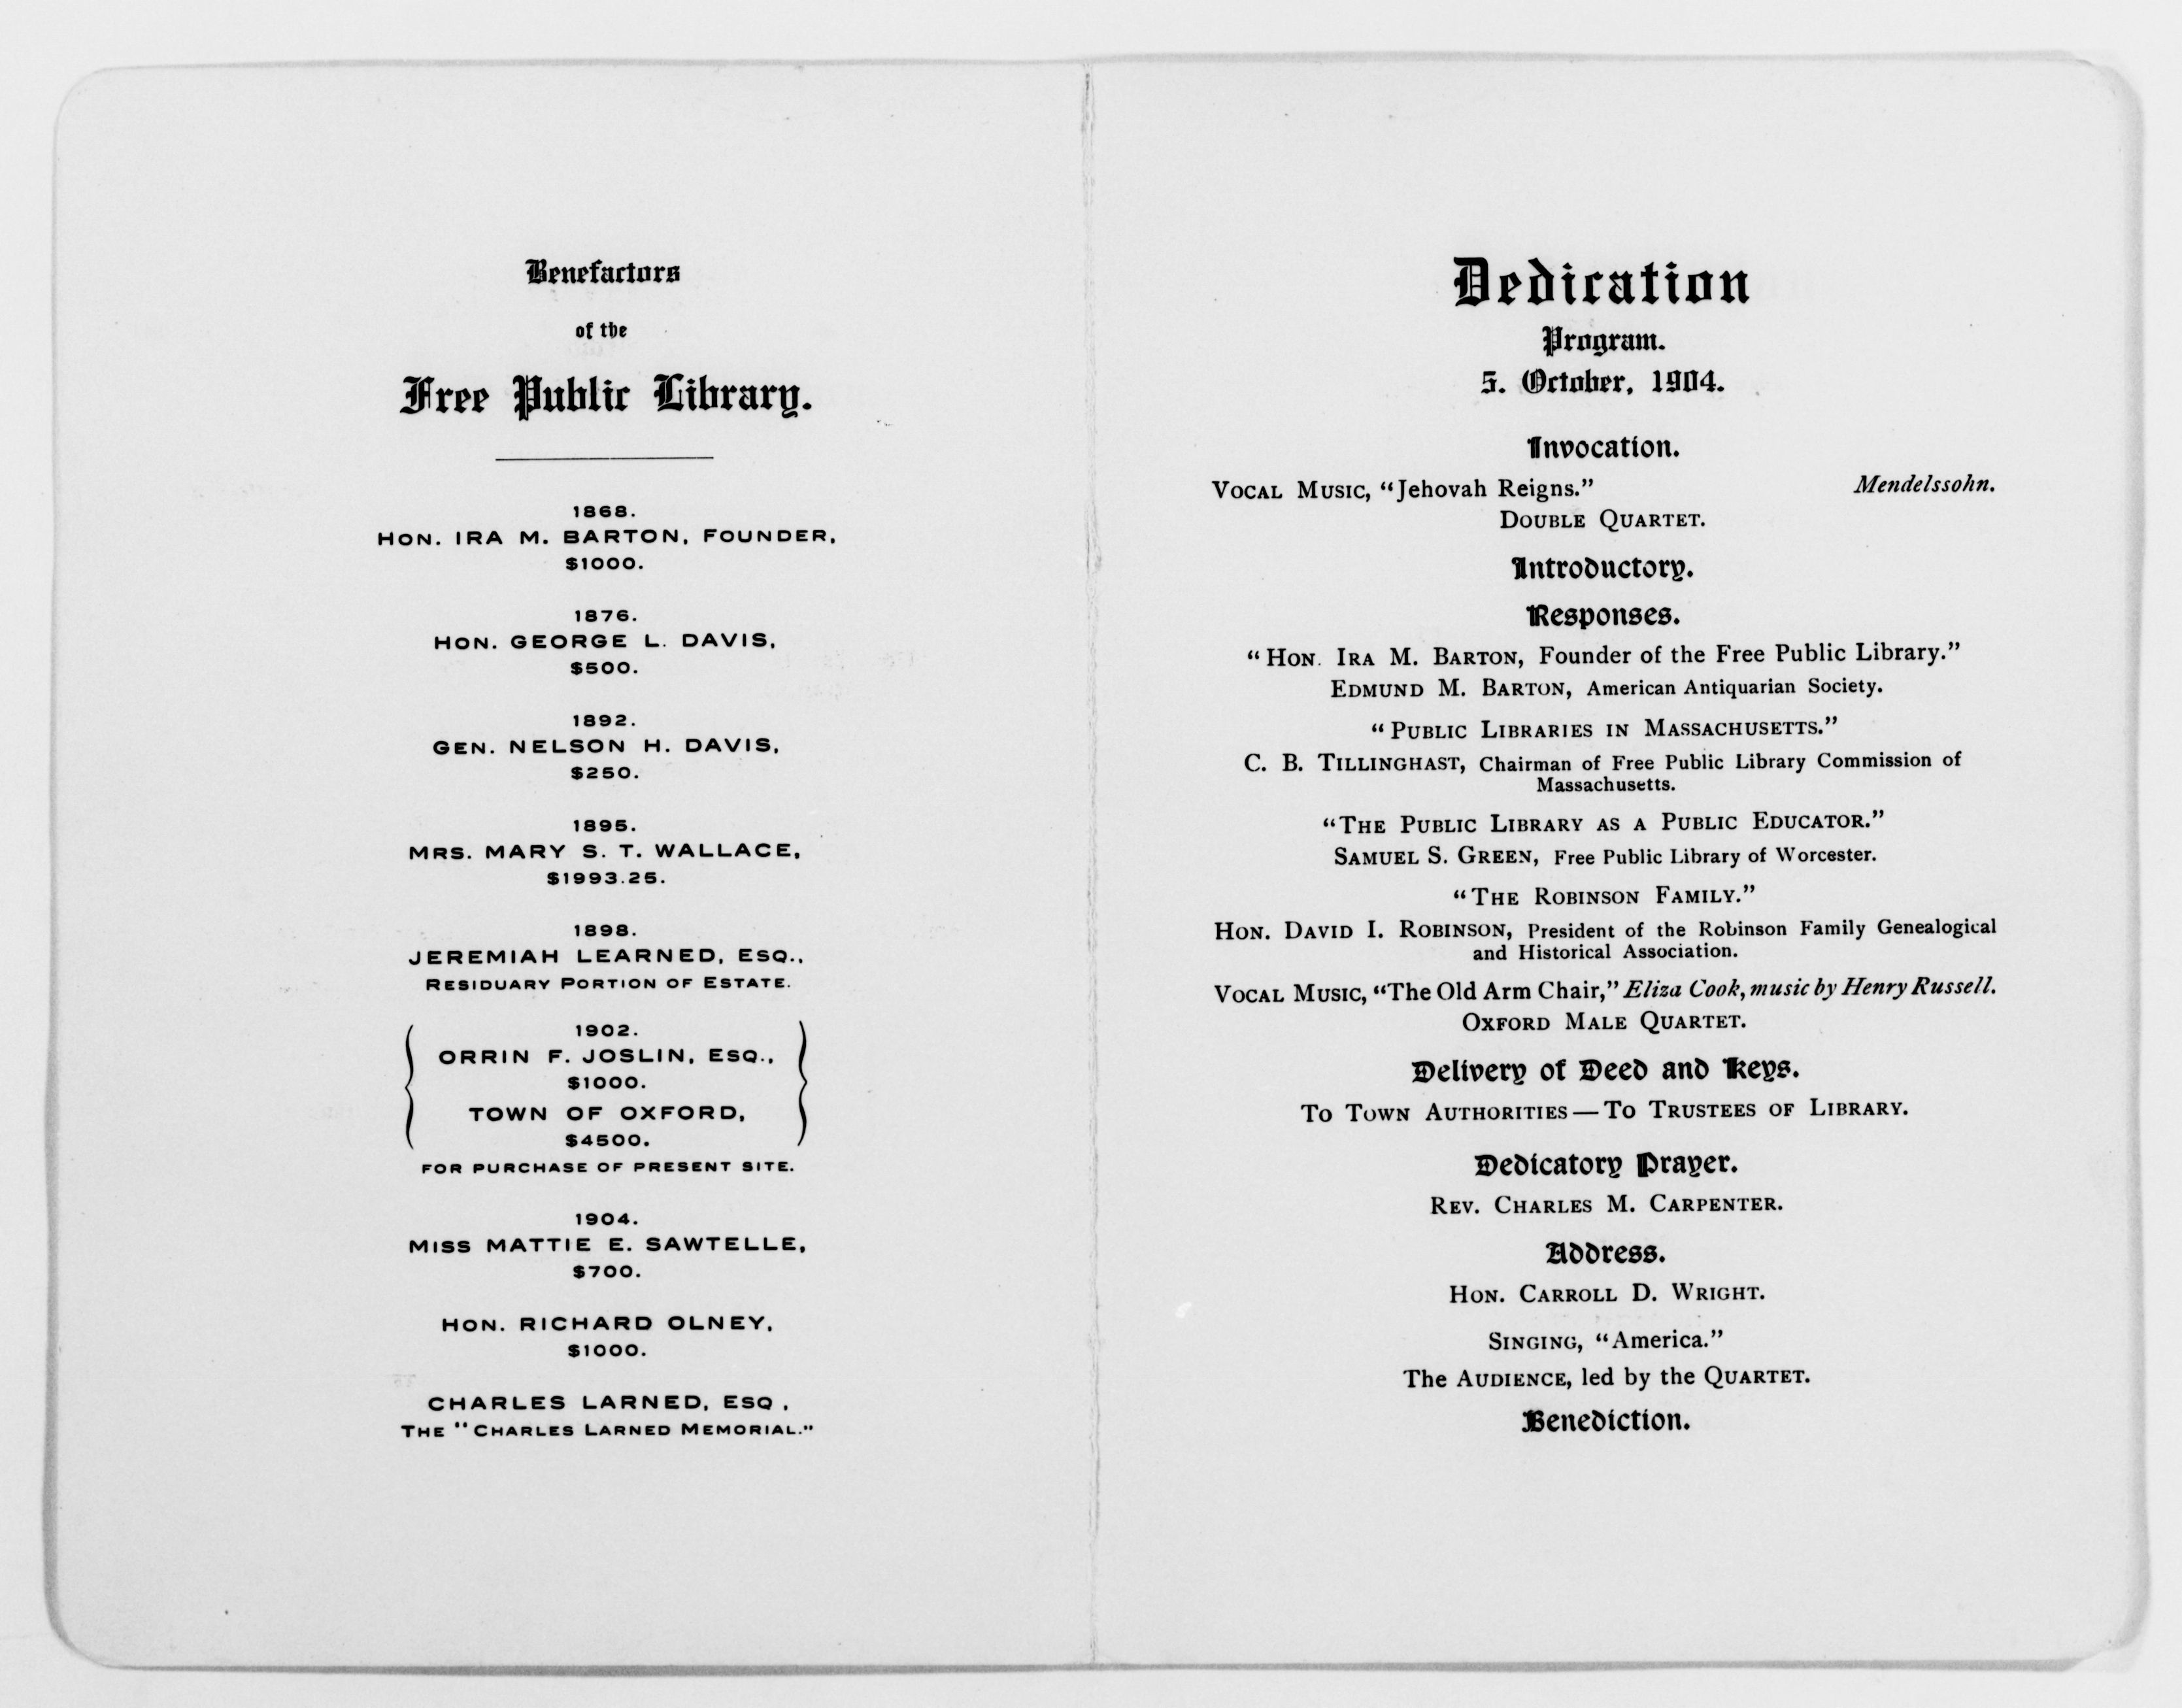 Benefactors
of the
Free Public Library.
1868.
HON. IRA M. BARTON, FOUNDER,
$1000.
1876.
HON. GEORGE L. DAVIS,
$500.
1892.
GEN. NELSON H. DAVIS,
$250.
1895.
MRS. MARY S. T. WALLACE,
$1993.25.
1898.
JEREMIAH LEARNED, ESQ.,
RESIDUARY PORTION OF ESTATE.
1902.
ORRIN F. JOSLIN, ESQ.,
$1000.
TOWN OF OXFORD,
$4500.
FOR PURCHASE OF PRESENT SITE.
1904.
MISS MATTIE E. SAWTELLE,
$700.
HON. RICHARD OLNEY,
$1000.
CHARLES LARNED, ESQ ,
THE "CHARLES LARNED MEMORIAL."
Dedication
Program.
5. October, 1904.
Invocation.
VOCAL MUSIC, "Jehovah Reigns." Mendelssohn.
DOUBLE QUARTET.
Introductory.
Responses.
"HON. IRA M. BARTON, Founder of the Free Public Library."
EDMUND M. BARTON, American Antiquarian Society.
"PUBLIC LIBRARIES IN MASSACHUSETTS."
C. B. TILLINGHAST, Chairman of Free Public Library Commission of
Massachusetts.
"THE PUBLIC LIBRARY AS A PUBLIC EDUCATOR."
SAMUEL S. GREEN, Free Public Library of Worcester.
"THE ROBINSON FAMILY."
HON. DAVID I. ROBINSON, President of the Robinson Family Genealogical
and Historical Association.
VOCAL MUSIC, "The Old Arm Chair," Eliza Cook, music by Henry Russell.
OXFORD MALE QUARTET.
Delivery of Deed and Keys.
TO TOWN AUTHORITIES — TO TRUSTEES OF LIBRARY.
Dedicatory Prayer.
REV. CHARLES M. CARPENTER.
Address.
HON. CARROLL D. WRIGHT.
SINGING, "America."
The AUDIENCE, led by the QUARTET.
Benediction.